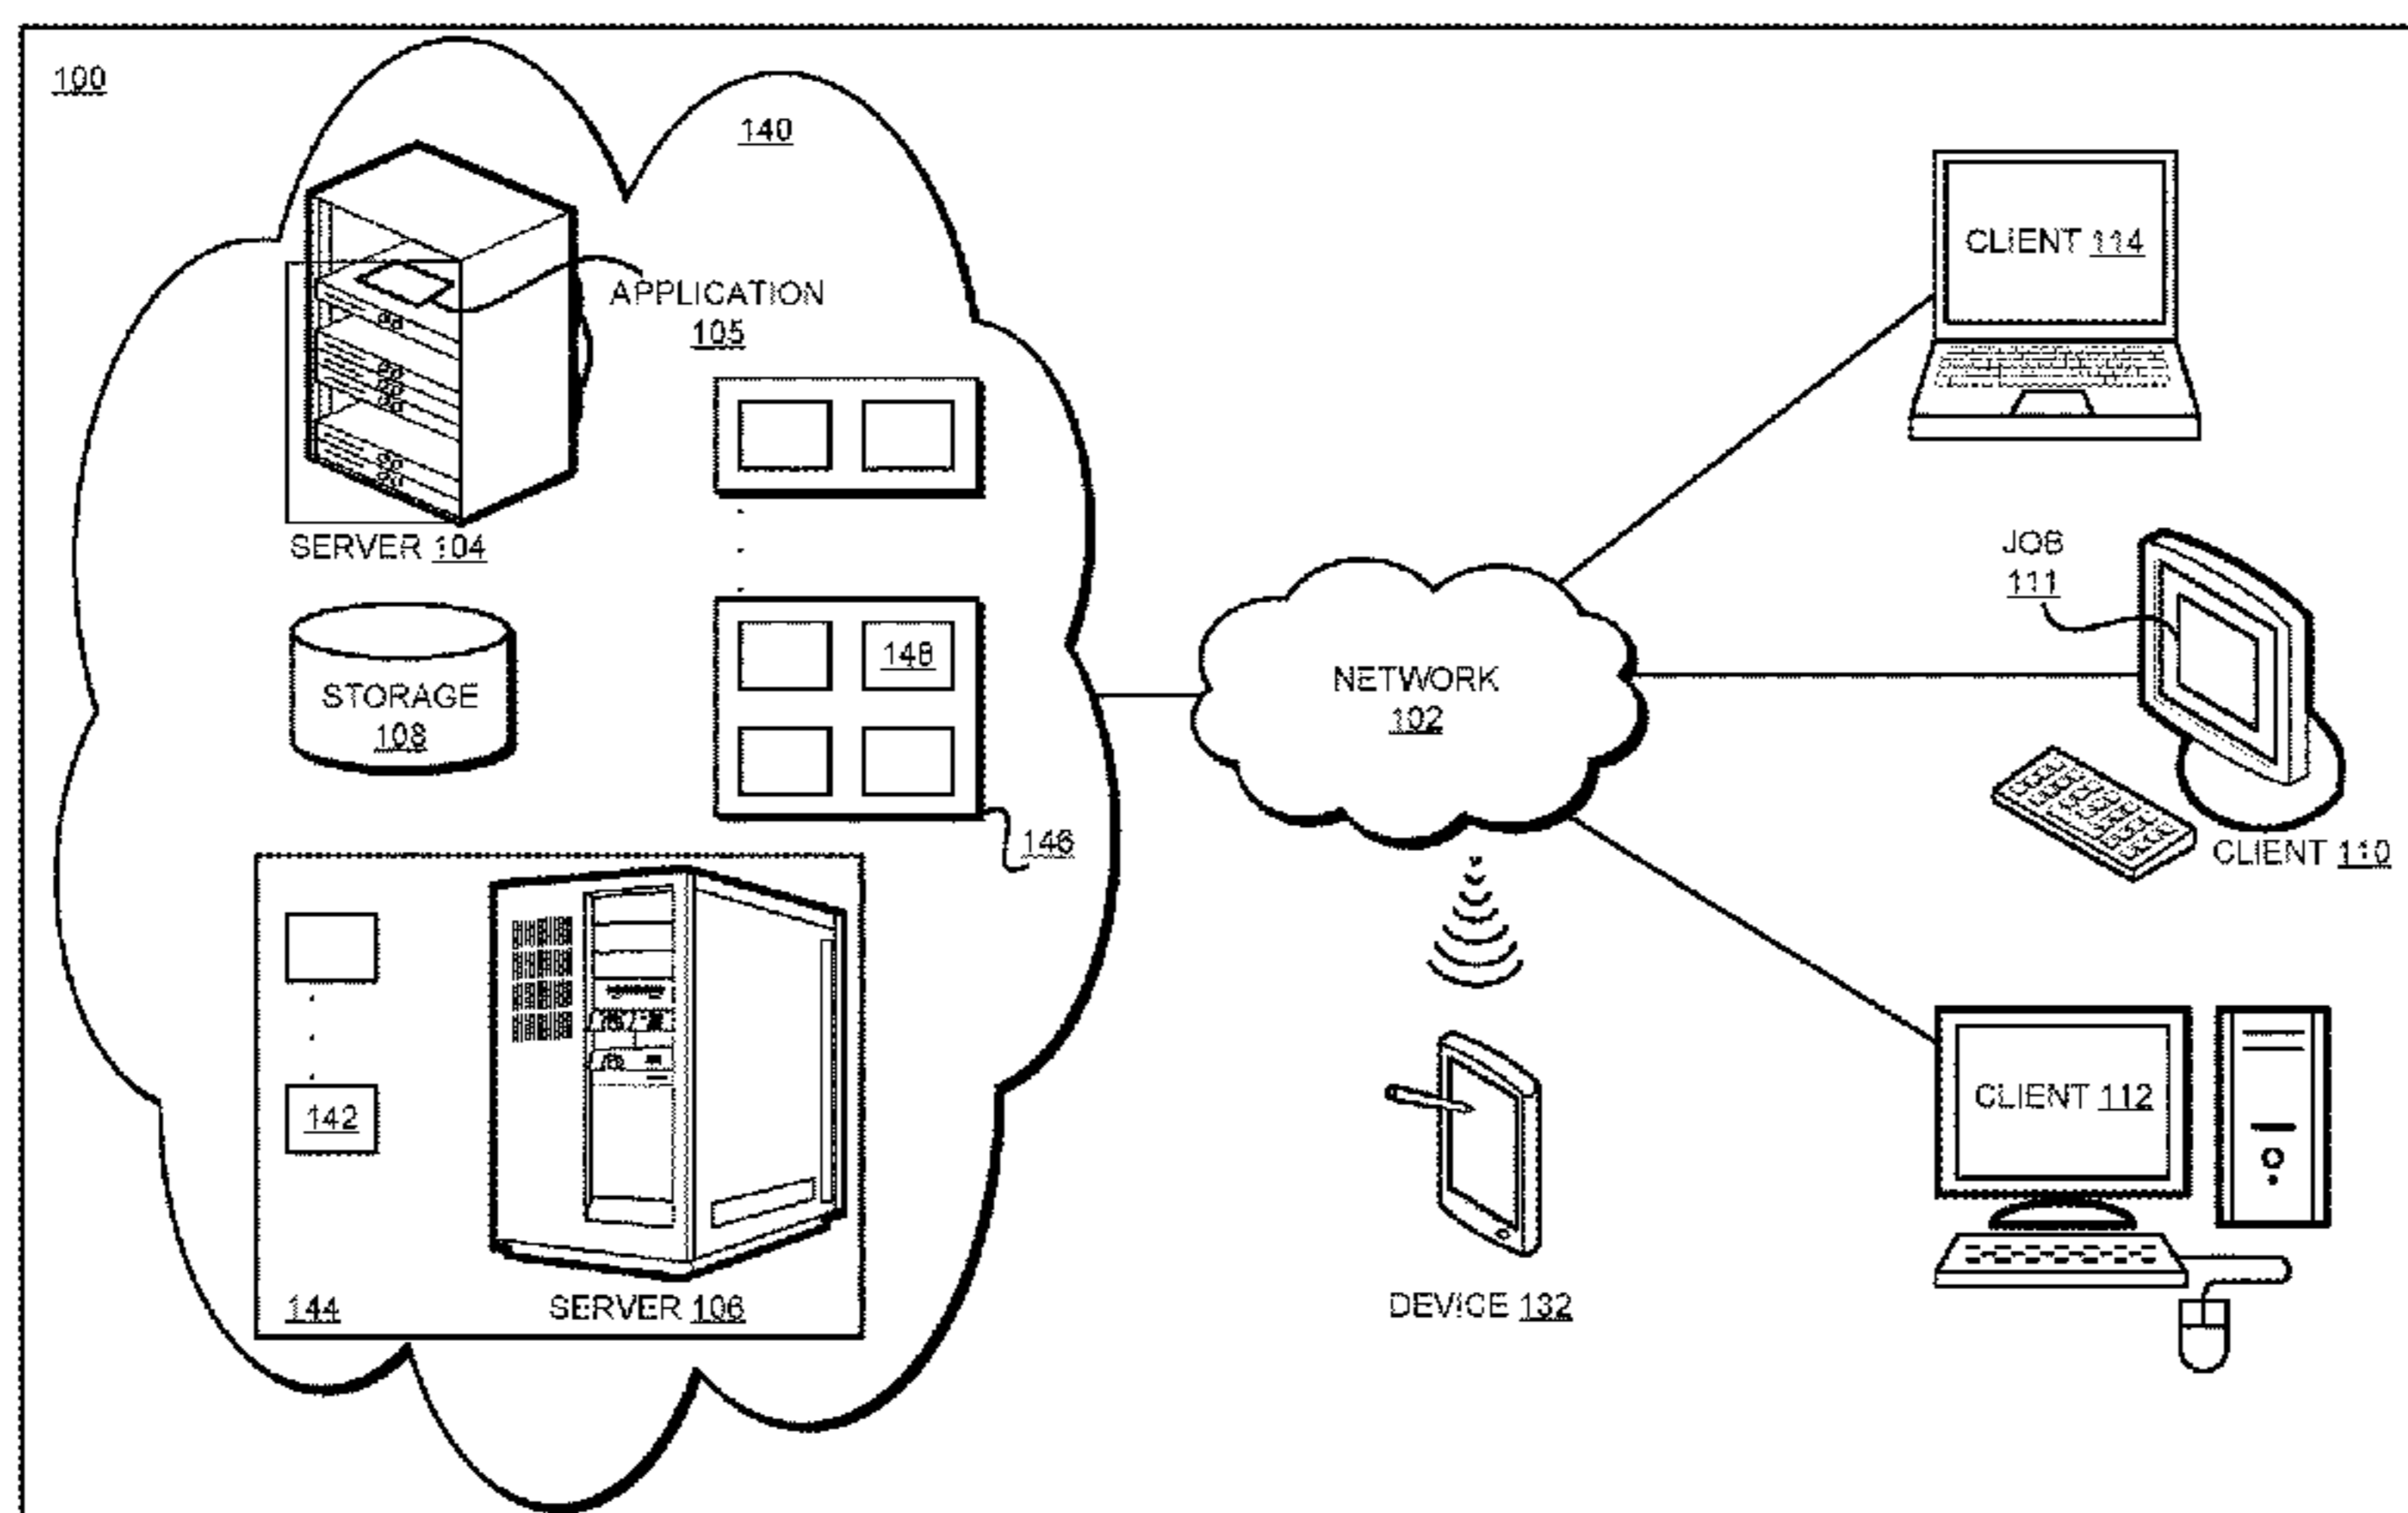 100
140
APPLICATION
105
SERVER 104
STORAGE
108
148
146
142
144
SERVER 106
NETWORK
102
CLIENT 114
JOB
111
CLIENT 110
DEVICE 132
CLIENT 112